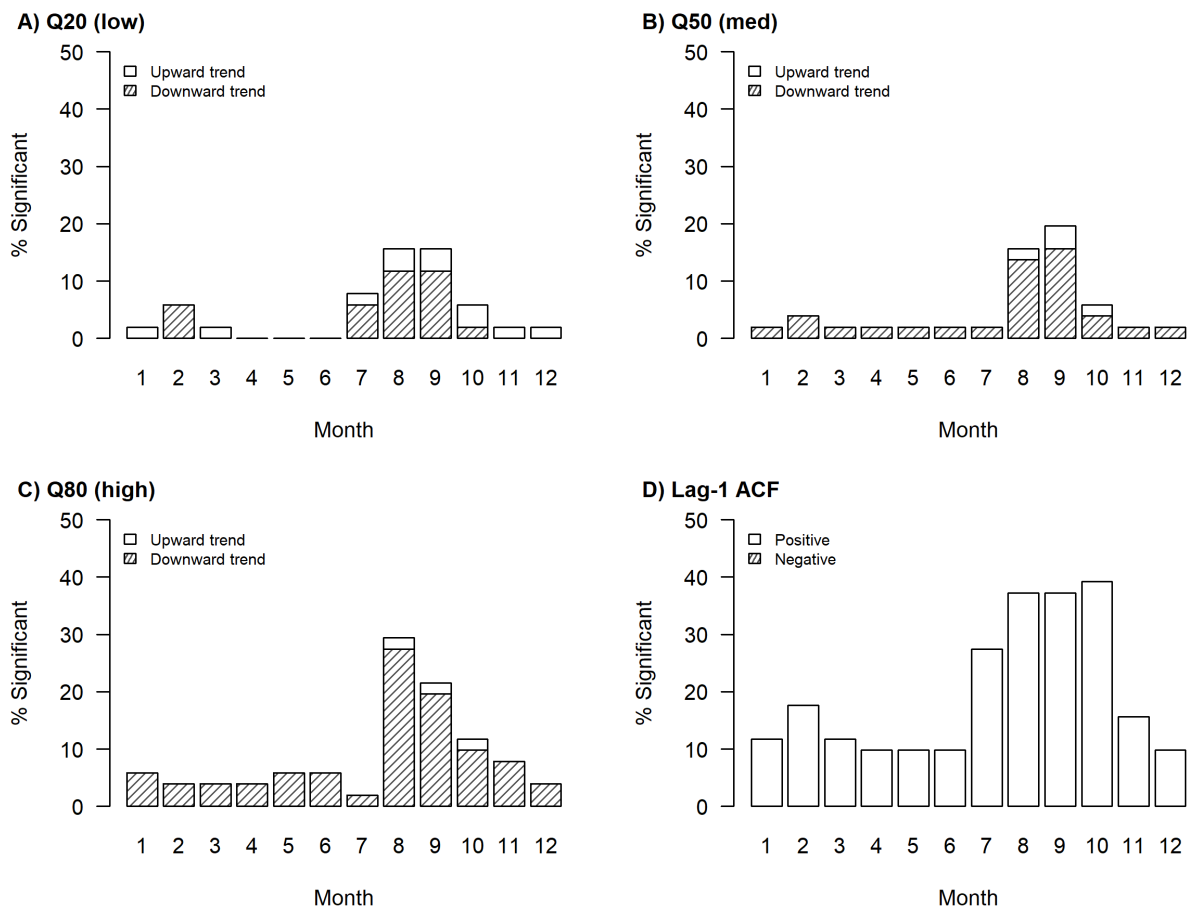 A) Q20 (low)
50
40
30
20
10
0
% Significant
Upward trend
Downward trend
1 2 3 4 5 6 7 8 9 10 11 12
Month
B) Q50 (med)
50
40
30
20
10
0
% Significant
Upward trend
Downward trend
1 2 3 4 5 6 7 8 9 10 11 12
Month
C) Q80 (high)
50
40
30
20
10
0
% Significant
Upward trend
Downward trend
1 2 3 4 5 6 7 8 9 10 11 12
Month
D) Lag-1 ACF
50
40
30
20
10
0
% Significant
Positive
Negative
1 2 3 4 5 6 7 8 9 10 11 12
Month